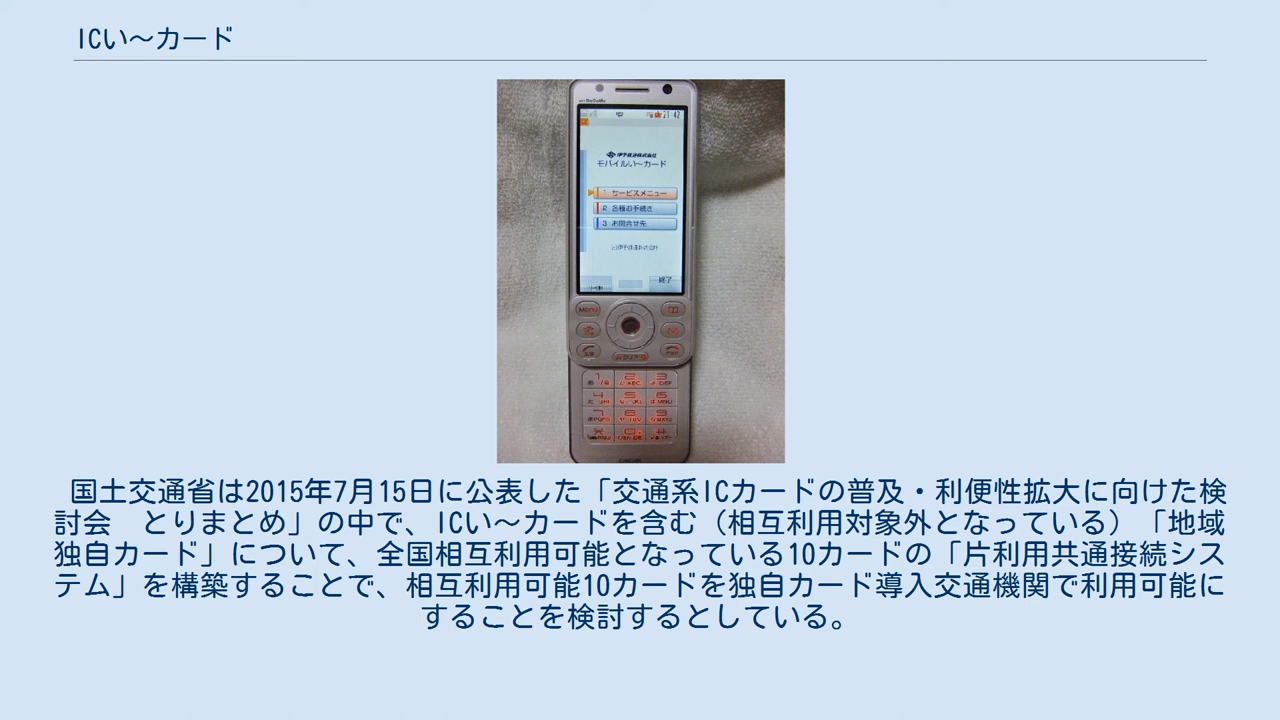 ICい～カード
21:42
伊予鉄道株式会社
モバイルい～カード
1 サービスメニュー
2 各種お手続き
3 お問合せ先
終了
Menu
国土交通省は2015年7月15日に公表した「交通系ICカードの普及・利便性拡大に向けた検
討会　とりまとめ」の中で、ICい～カードを含む（相互利用対象外となっている）「地域
独自カード」について、全国相互利用可能となっている10カードの「片利用共通接続シス
テム」を構築することで、相互利用可能10カードを独自カード導入交通機関で利用可能に
することを検討するとしている。